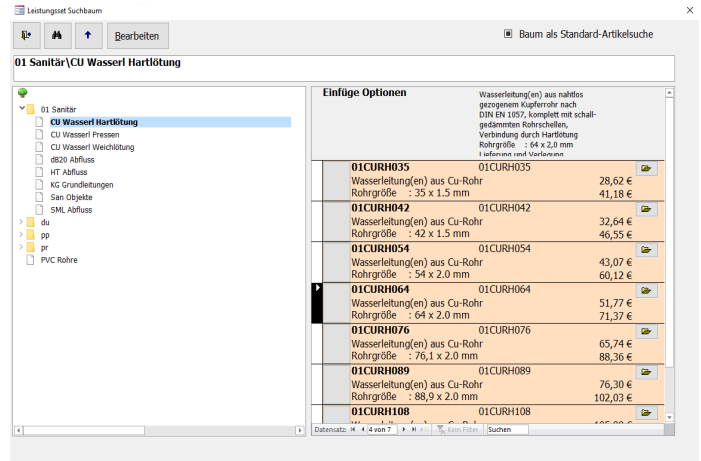 Leistungsset Suchbaum
Bearbeiten
Baum als Standard-Artikelsuche
01 Sanitär\CU Wasserl Hartlötung
01 Sanitär
CU Wasserl Hartlötung
CU Wasserl Pressen
CU Wasserl Weichlötung
dB20 Abfluss
HT Abfluss
KG Grundleitungen
San Objekte
SML Abfluss
du
pp
pr
PVC Rohre
Einfüge Optionen
Wasserleitung(en) aus nahtlos
gezogenem Kupferrohr nach
DIN EN 1057, komplett mit schall-
gedämmten Rohrschellen,
Verbindung durch Hartlötung
Rohrgröße : 64 x 2,0 mm
Lieferung und Verlegung
01CURH035 01CURH035
Wasserleitung(en) aus Cu-Rohr 28,62 €
Rohrgröße : 35 x 1.5 mm 41,18 €
01CURH042 01CURH042
Wasserleitung(en) aus Cu-Rohr 32,64 €
Rohrgröße : 42 x 1.5 mm 46,55 €
01CURH054 01CURH054
Wasserleitung(en) aus Cu-Rohr 43,07 €
Rohrgröße : 54 x 2.0 mm 60,12 €
01CURH064 01CURH064
Wasserleitung(en) aus Cu-Rohr 51,77 €
Rohrgröße : 64 x 2.0 mm 71,37 €
01CURH076 01CURH076
Wasserleitung(en) aus Cu-Rohr 65,74 €
Rohrgröße : 76,1 x 2.0 mm 88,36 €
01CURH089 01CURH089
Wasserleitung(en) aus Cu-Rohr 76,30 €
Rohrgröße : 88,9 x 2.0 mm 102,03 €
01CURH108 01CURH108
Datensatz: 4 von 7 Kein Filter Suchen